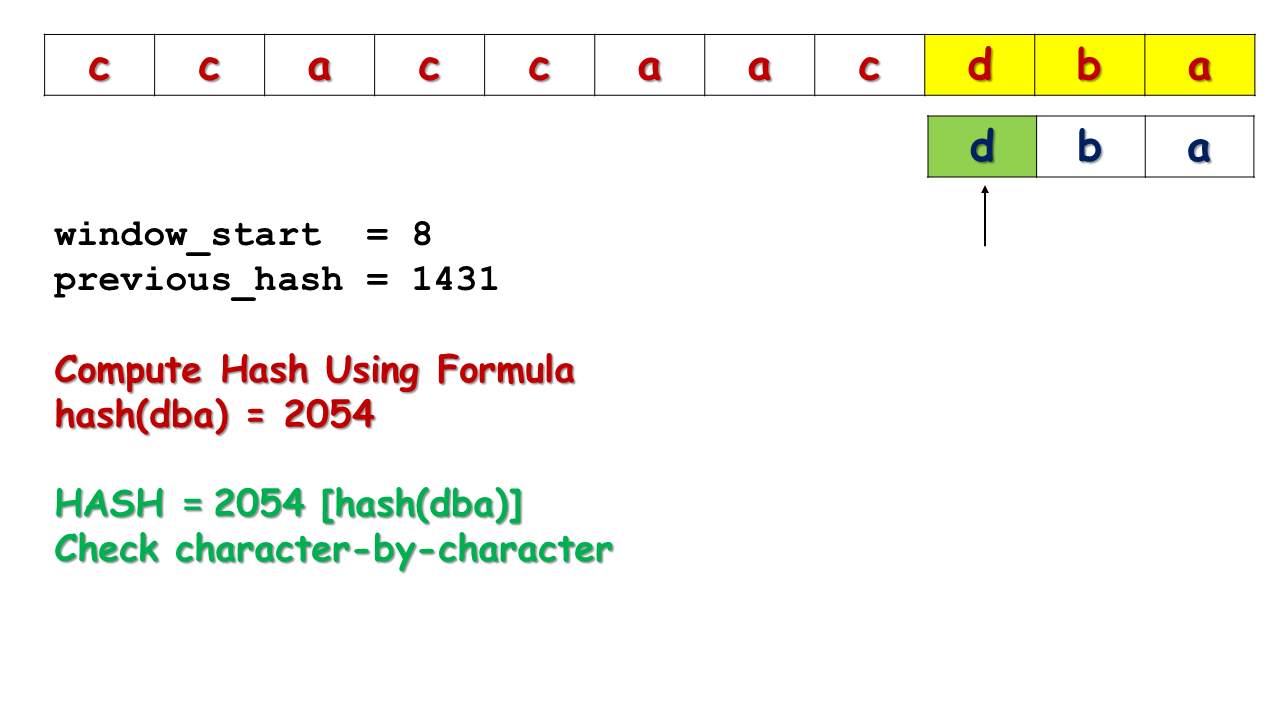 c c a c c a a c d b a
d b a
window_start = 8
previous_hash = 1431
Compute Hash Using Formula
hash(dba) = 2054
HASH = 2054 [hash(dba)]
Check character-by-character